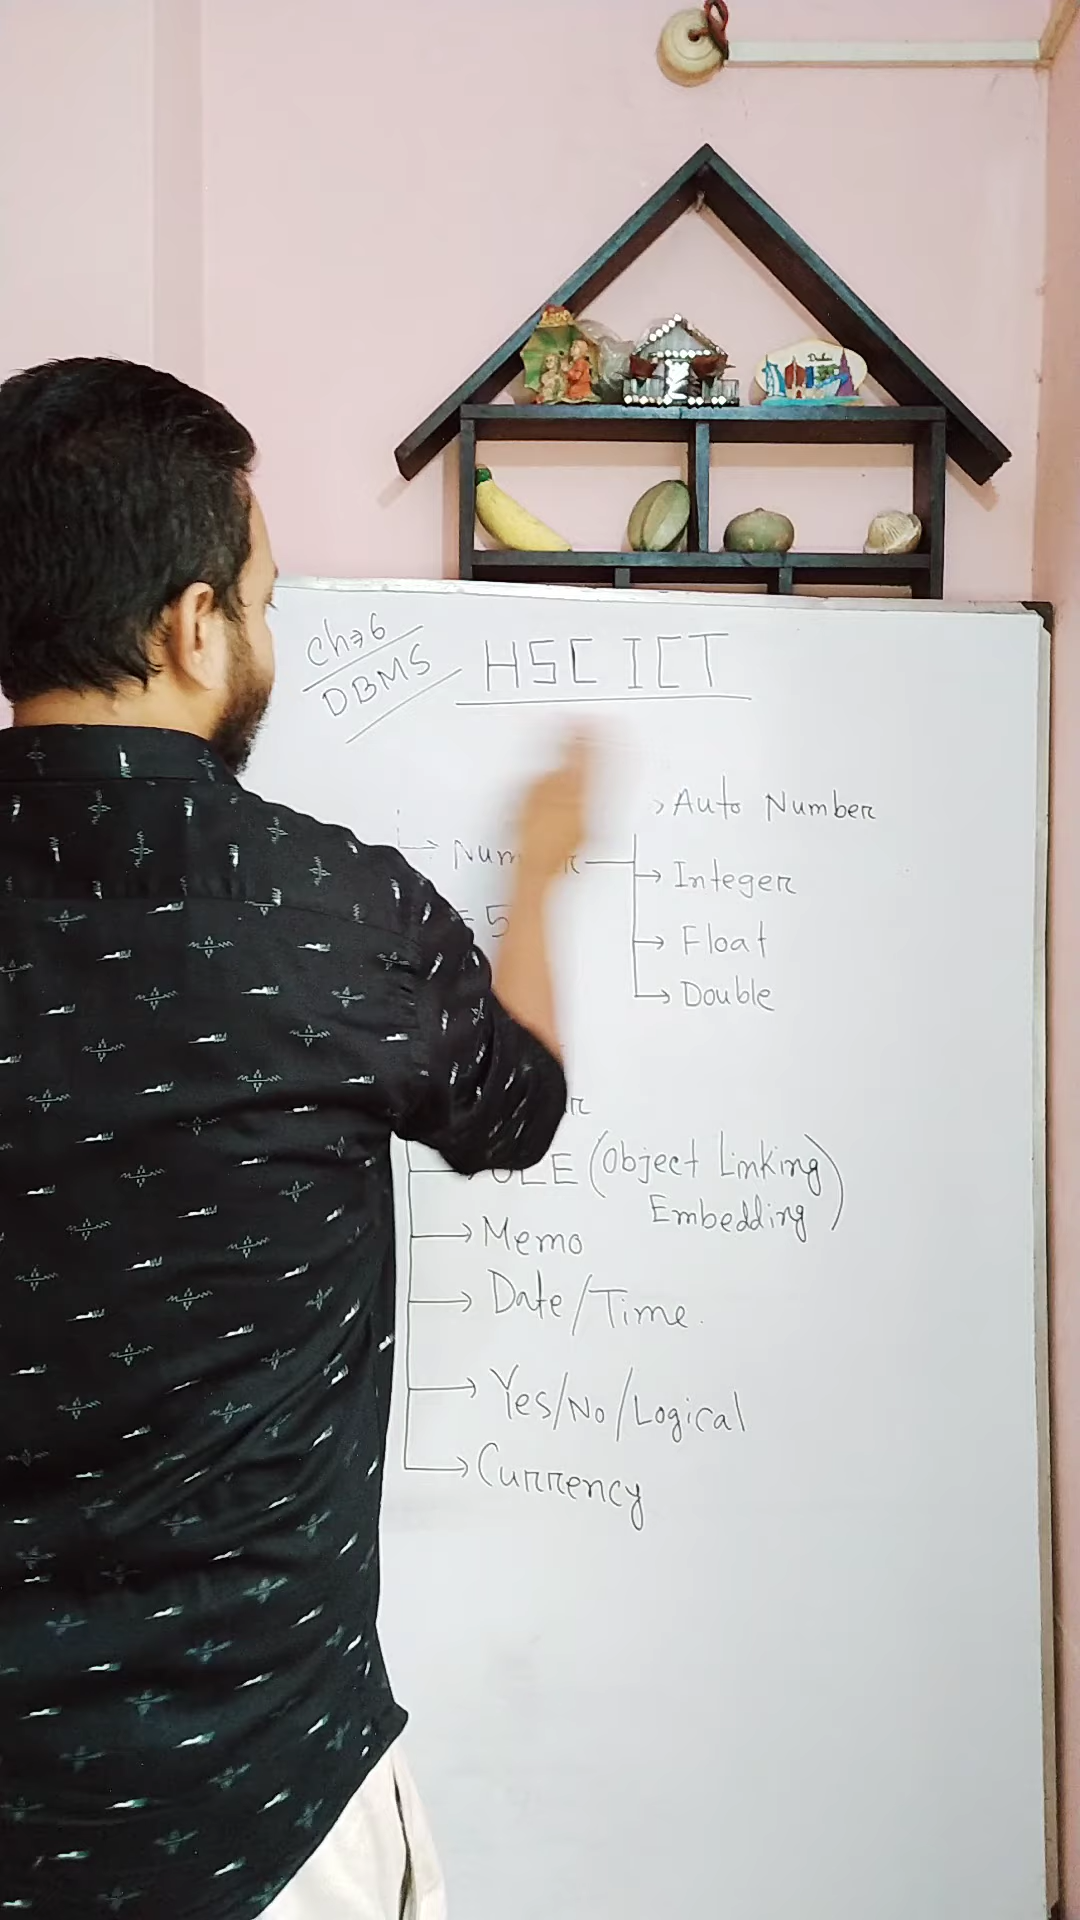 Ch→6
DBMS
HSC ICT
Auto Number
Integer
Float
Double
= 5
OLE (Object Linking
Embedding)
Memo
Date/Time.
Yes/No/Logical
Currency